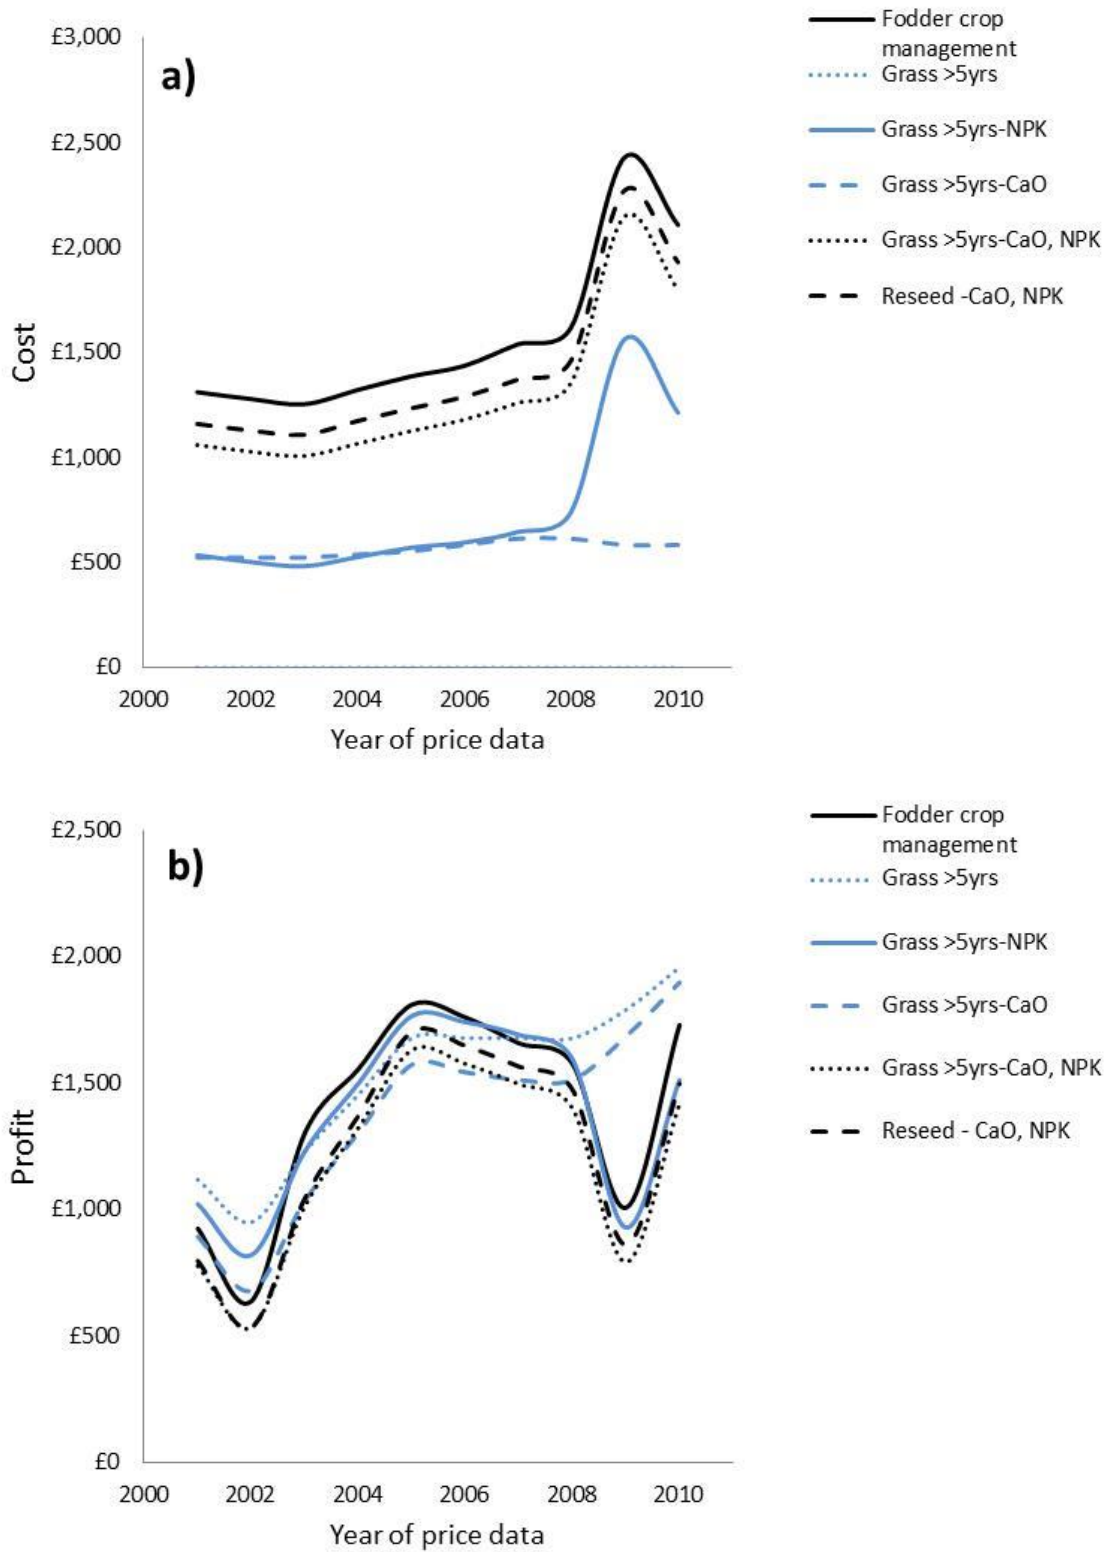 a)
£3,000
£2,500
£2,000
£1,500
£1,000
£500
£0
Cost
2000 2002 2004 2006 2008 2010
Year of price data
Fodder crop
management
Grass >5yrs
Grass >5yrs-NPK
Grass >5yrs-CaO
Grass >5yrs-CaO, NPK
Reseed -CaO, NPK
b)
£2,500
£2,000
£1,500
£1,000
£500
£0
Profit
2000 2002 2004 2006 2008 2010
Year of price data
Fodder crop
management
Grass >5yrs
Grass >5yrs-NPK
Grass >5yrs-CaO
Grass >5yrs-CaO, NPK
Reseed - CaO, NPK